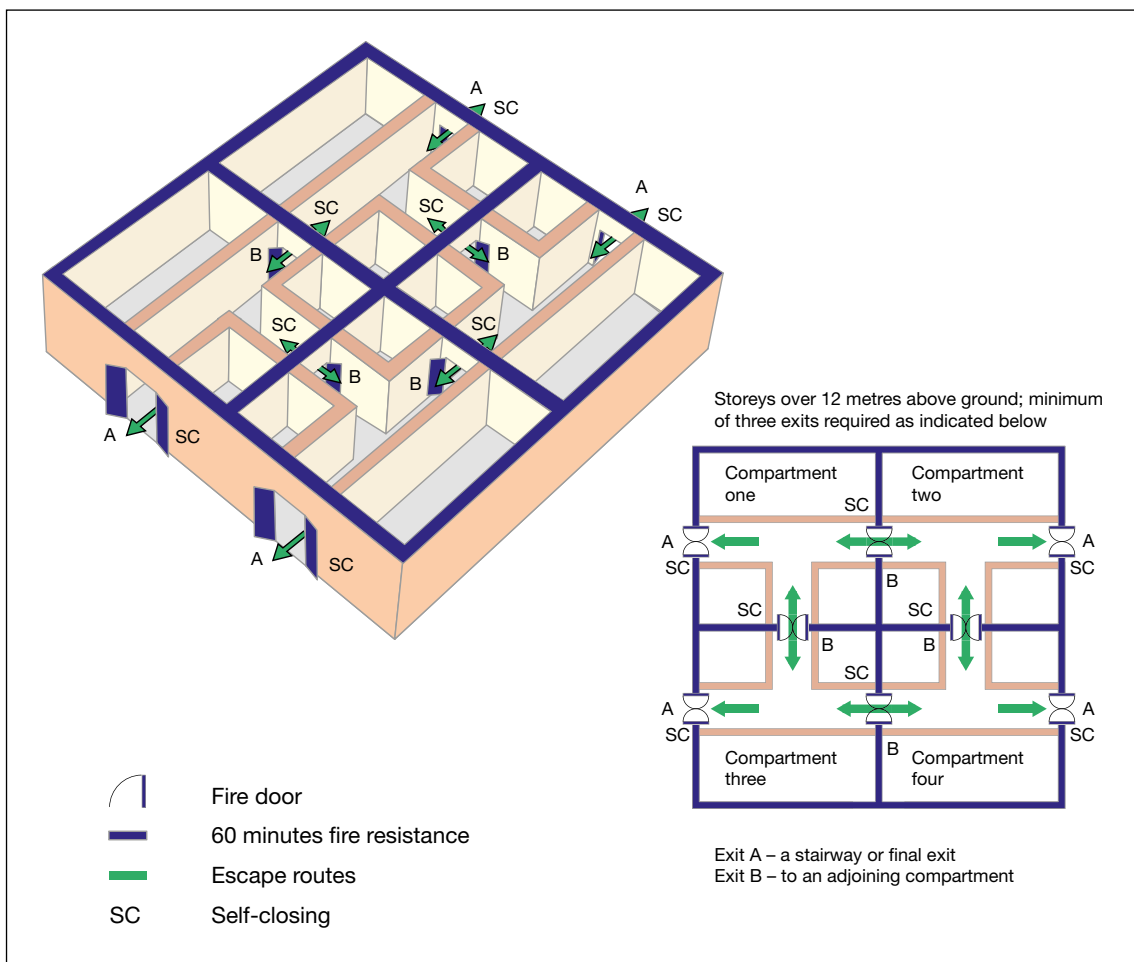 A
SC
A
SC
SC
SC
B
B
SC
SC
B
B
A
SC
A
SC
Storeys over 12 metres above ground; minimum
of three exits required as indicated below
Compartment
one
Compartment
two
SC
A
A
SC
SC
B
SC
SC
B
B
SC
A
A
SC
SC
B
Compartment
three
Compartment
four
Fire door
60 minutes fire resistance
Escape routes
SC Self-closing
Exit A – a stairway or final exit
Exit B – to an adjoining compartment